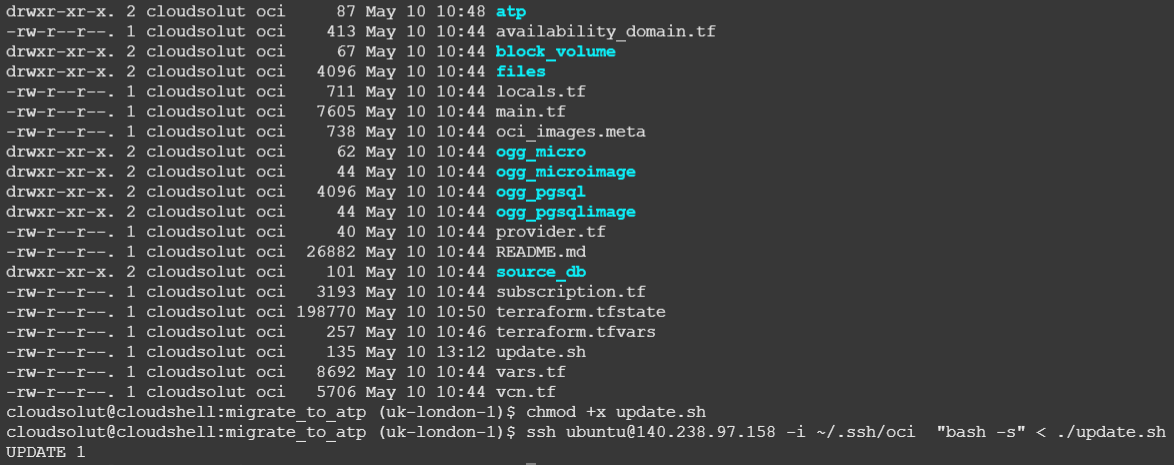 drwxr-xr-x. 2 cloudsolut oci     87 May 10 10:48 atp
-rw-r--r--. 1 cloudsolut oci    413 May 10 10:44 availability_domain.tf
drwxr-xr-x. 2 cloudsolut oci     67 May 10 10:44 block_volume
drwxr-xr-x. 2 cloudsolut oci   4096 May 10 10:44 files
-rw-r--r--. 1 cloudsolut oci    711 May 10 10:44 locals.tf
-rw-r--r--. 1 cloudsolut oci   7605 May 10 10:44 main.tf
-rw-r--r--. 1 cloudsolut oci    738 May 10 10:44 oci_images.meta
drwxr-xr-x. 2 cloudsolut oci     62 May 10 10:44 ogg_micro
drwxr-xr-x. 2 cloudsolut oci     44 May 10 10:44 ogg_microimage
drwxr-xr-x. 2 cloudsolut oci   4096 May 10 10:44 ogg_pgsql
drwxr-xr-x. 2 cloudsolut oci     44 May 10 10:44 ogg_pgsqlimage
-rw-r--r--. 1 cloudsolut oci     40 May 10 10:44 provider.tf
-rw-r--r--. 1 cloudsolut oci  26882 May 10 10:44 README.md
drwxr-xr-x. 2 cloudsolut oci    101 May 10 10:44 source_db
-rw-r--r--. 1 cloudsolut oci   3193 May 10 10:44 subscription.tf
-rw-r--r--. 1 cloudsolut oci 198770 May 10 10:50 terraform.tfstate
-rw-r--r--. 1 cloudsolut oci    257 May 10 10:46 terraform.tfvars
-rw-r--r--. 1 cloudsolut oci    135 May 10 13:12 update.sh
-rw-r--r--. 1 cloudsolut oci   8692 May 10 10:44 vars.tf
-rw-r--r--. 1 cloudsolut oci   5706 May 10 10:44 vcn.tf
cloudsolut@cloudshell:migrate_to_atp (uk-london-1)$ chmod +x update.sh
cloudsolut@cloudshell:migrate_to_atp (uk-london-1)$ ssh ubuntu@140.238.97.158 -i ~/.ssh/oci  "bash -s" < ./update.sh
UPDATE 1